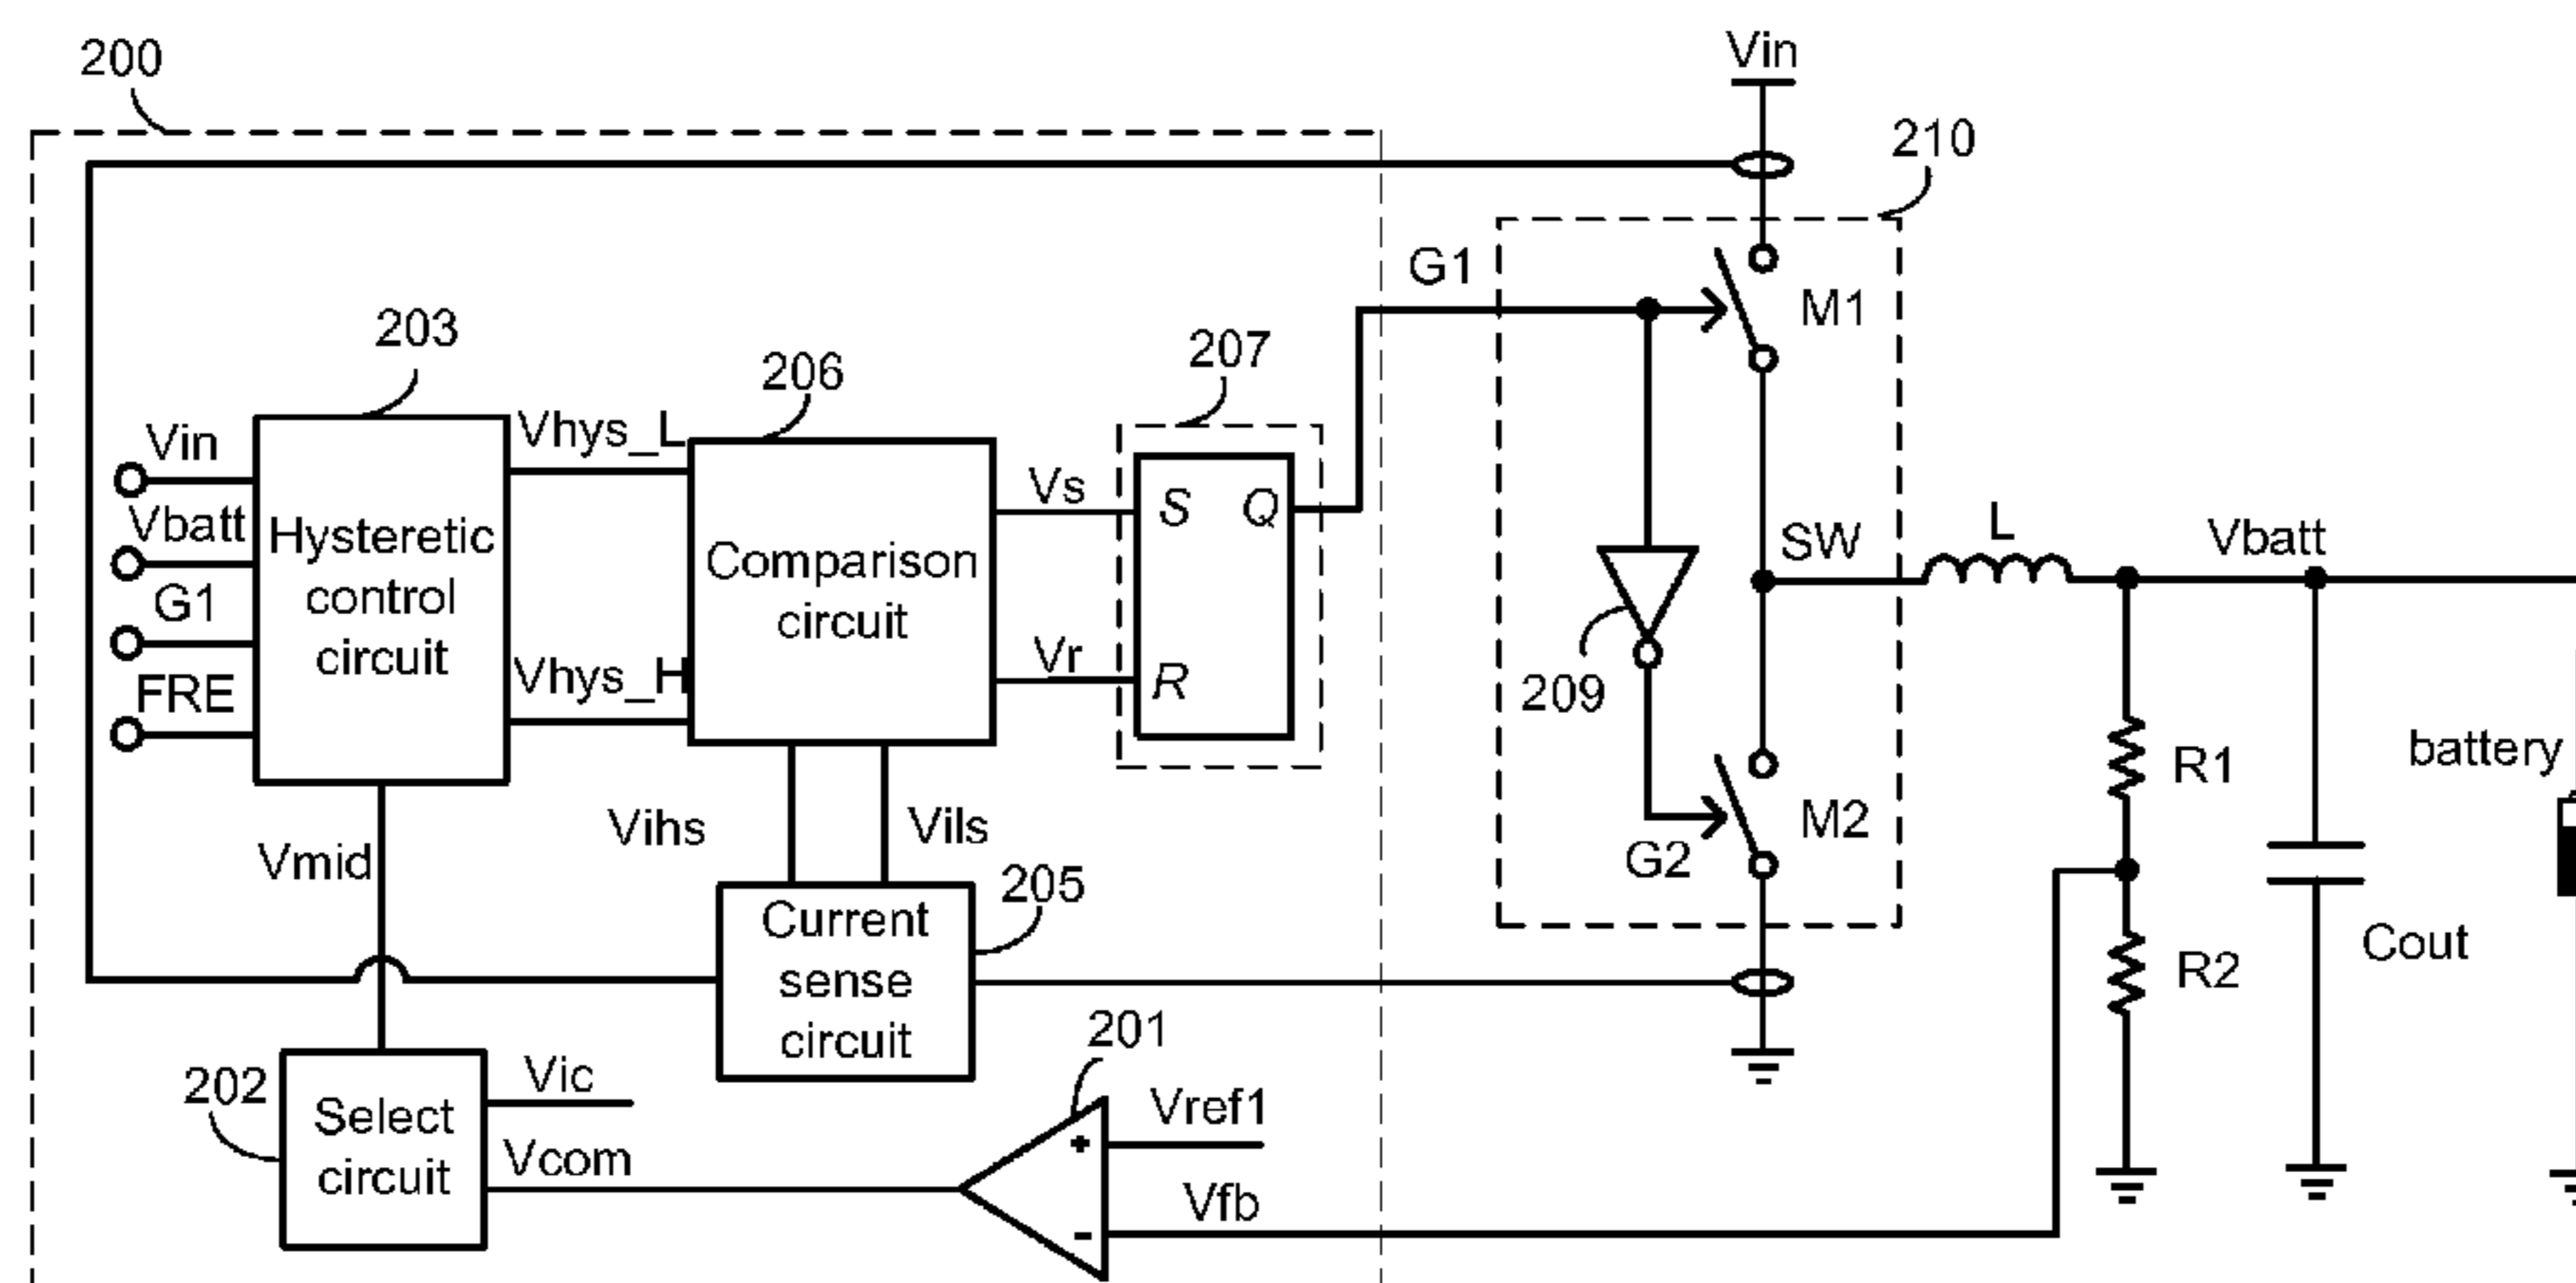 200
Vin
210
G1
M1
203
206
207
Vhys_L
Vin
Vbatt
G1
FRE
Hysteretic
control
circuit
Vhys_H
Comparison
circuit
Vs
Vr
S
Q
R
SW
L
Vbatt
209
G2
M2
R1
battery
Vmid
Vihs
Vils
205
Current
sense
circuit
R2
Cout
201
202
Select
circuit
Vic
Vcom
+
-
Vref1
Vfb